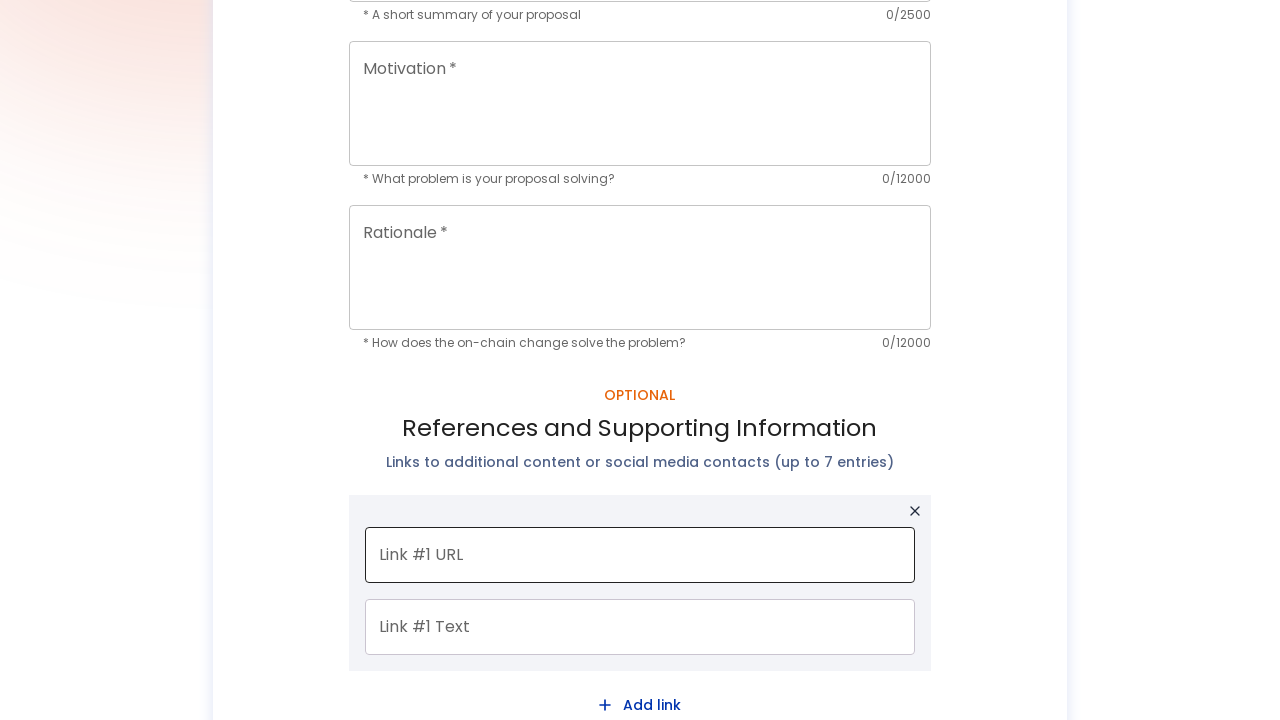 * A short summary of your proposal 0/2500
Motivation *
* What problem is your proposal solving? 0/12000
Rationale *
* How does the on-chain change solve the problem? 0/12000
OPTIONAL
References and Supporting Information
Links to additional content or social media contacts (up to 7 entries)
Link #1 URL
Link #1 Text
Add link